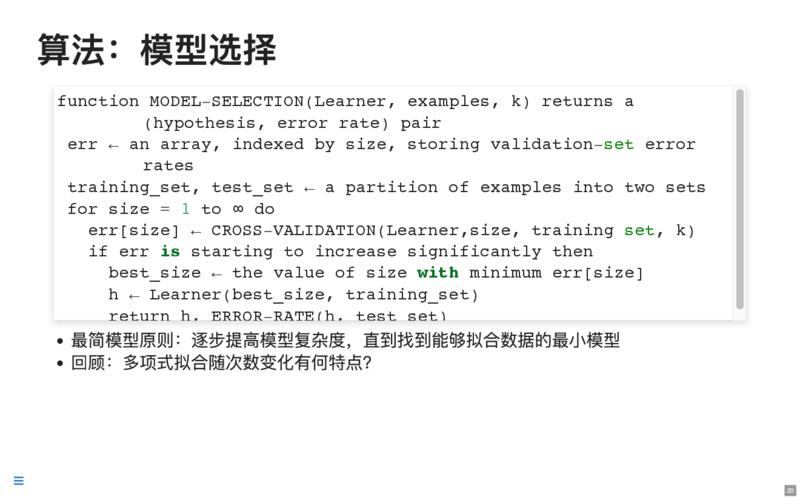 算法：模型选择
function MODEL-SELECTION(Learner, examples, k) returns a
(hypothesis, error rate) pair
err ← an array, indexed by size, storing validation-set error
rates
training_set, test_set ← a partition of examples into two sets
for size = 1 to ∞ do
err[size] ← CROSS-VALIDATION(Learner,size, training set, k)
if err is starting to increase significantly then
best_size ← the value of size with minimum err[size]
h ← Learner(best_size, training_set)
return h, ERROR-RATE(h, test_set)
• 最简模型原则：逐步提高模型复杂度，直到找到能够拟合数据的最小模型
• 回顾：多项式拟合随次数变化有何特点？
20